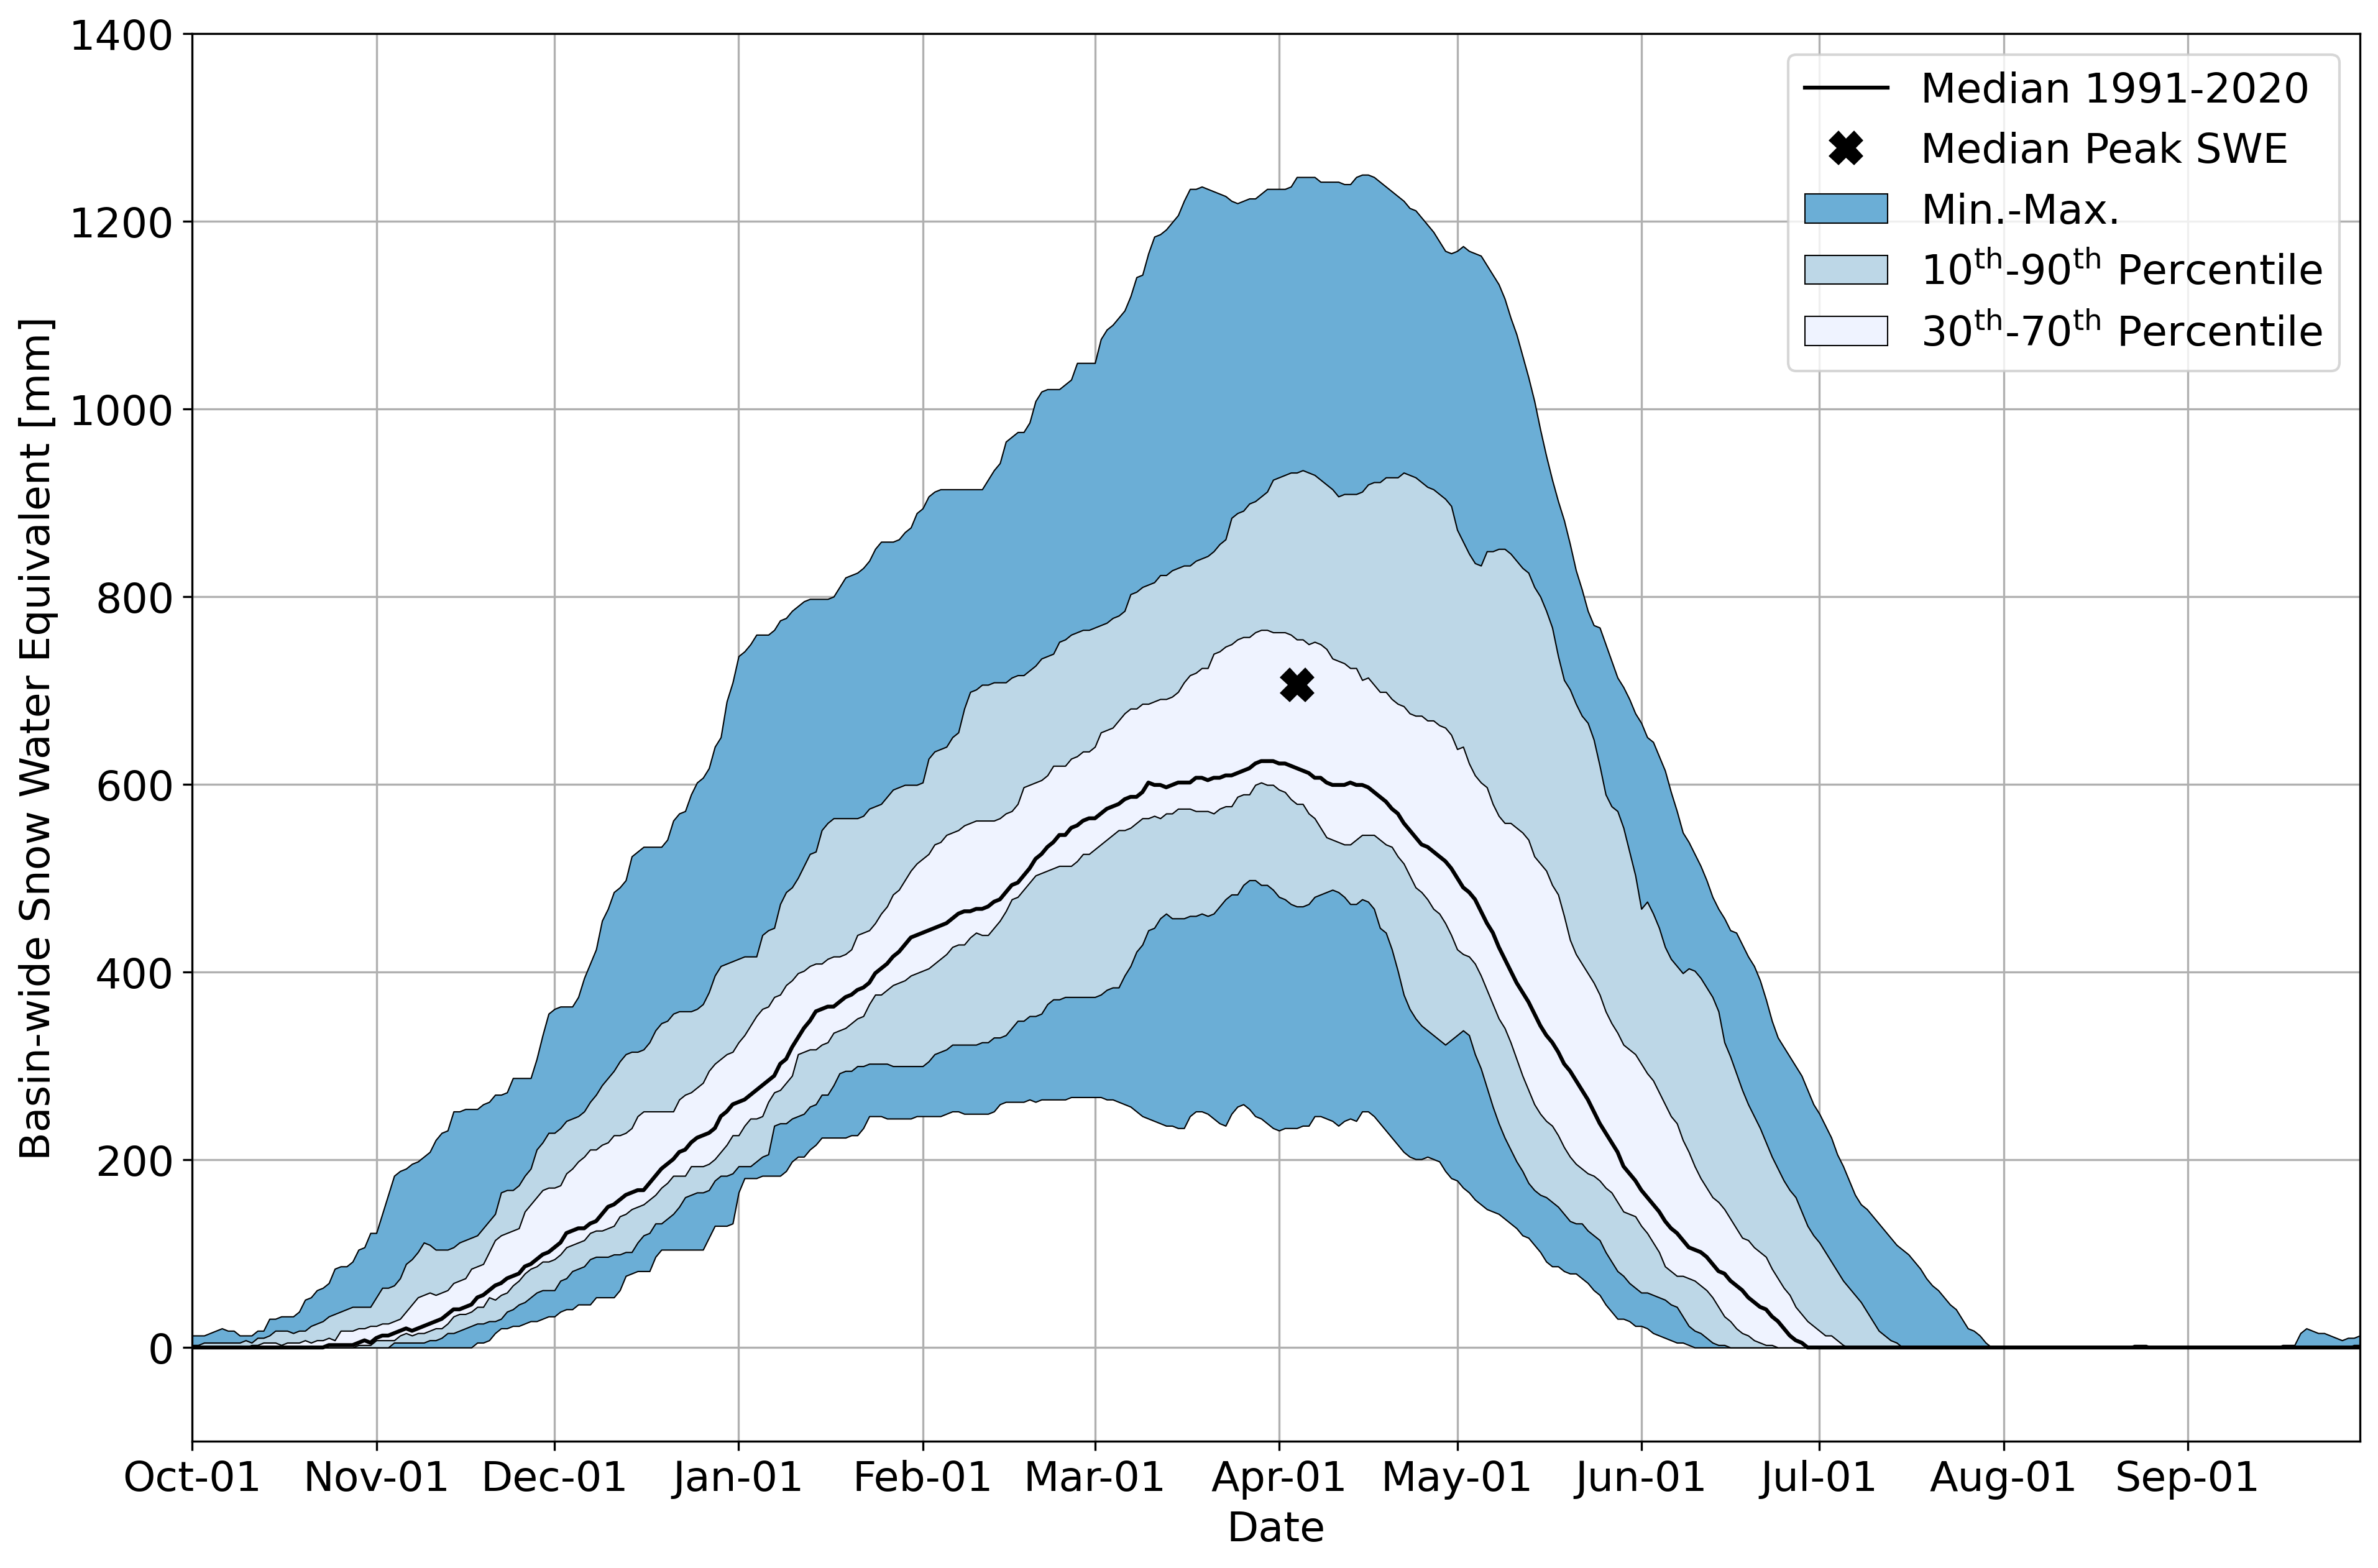 1400
1200
1000
800
600
400
200
0
Basin-wide Snow Water Equivalent [mm]
Median 1991-2020
Median Peak SWE
Min.-Max.
10th-90th Percentile
30th-70th Percentile
Oct-01 Nov-01 Dec-01 Jan-01 Feb-01 Mar-01 Apr-01 May-01 Jun-01 Jul-01 Aug-01 Sep-01
Date